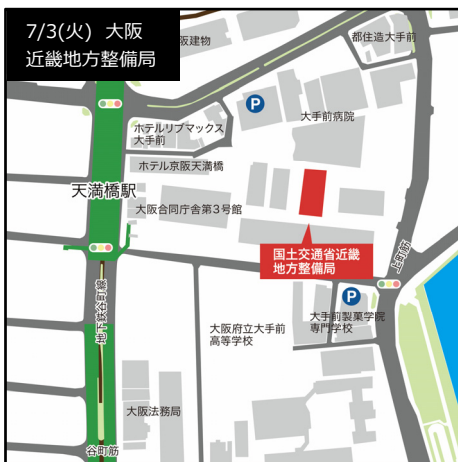 7/3(火) 大阪
近畿地方整備局
阪建物
都住造大手前
P
大手前病院
ホテルリブマックス
大手前
ホテル京阪天満橋
天満橋駅
大阪合同庁舎第3号館
国土交通省近畿
地方整備局
上町筋
地下鉄谷町線
P
大手前製菓学院
専門学校
大阪府立大手前
高等学校
大阪法務局
谷町筋